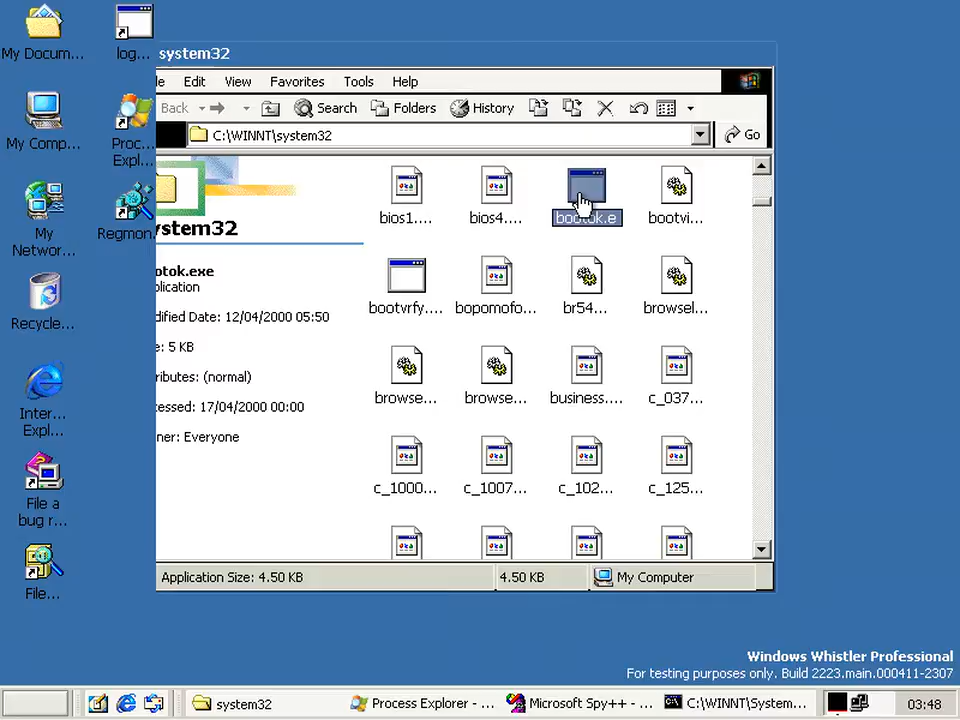 My Docum...
log...
My Comp...
Proc...
Expl...
My
Networ...
Regmon.
Recycle...
Inter...
Expl...
File a
bug r...
File...
system32
le Edit View Favorites Tools Help
Back Search Folders History
C:\WINNT\system32 Go
ystem32
otok.exe
pplication
odified Date: 12/04/2000 05:50
e: 5 KB
tributes: (normal)
cessed: 17/04/2000 00:00
ner: Everyone
bios1.... bios4.... bootok.e bootvi...
bootvrfy.... bopomofo... br54... browsel...
browse... browse... business.... c_037...
c_1000... c_1007... c_102... c_125...
Application Size: 4.50 KB 4.50 KB My Computer
Windows Whistler Professional
For testing purposes only. Build 2223.main.000411-2307
system32 Process Explorer - ... Microsoft Spy++ - ... C:\WINNT\System... 03:48